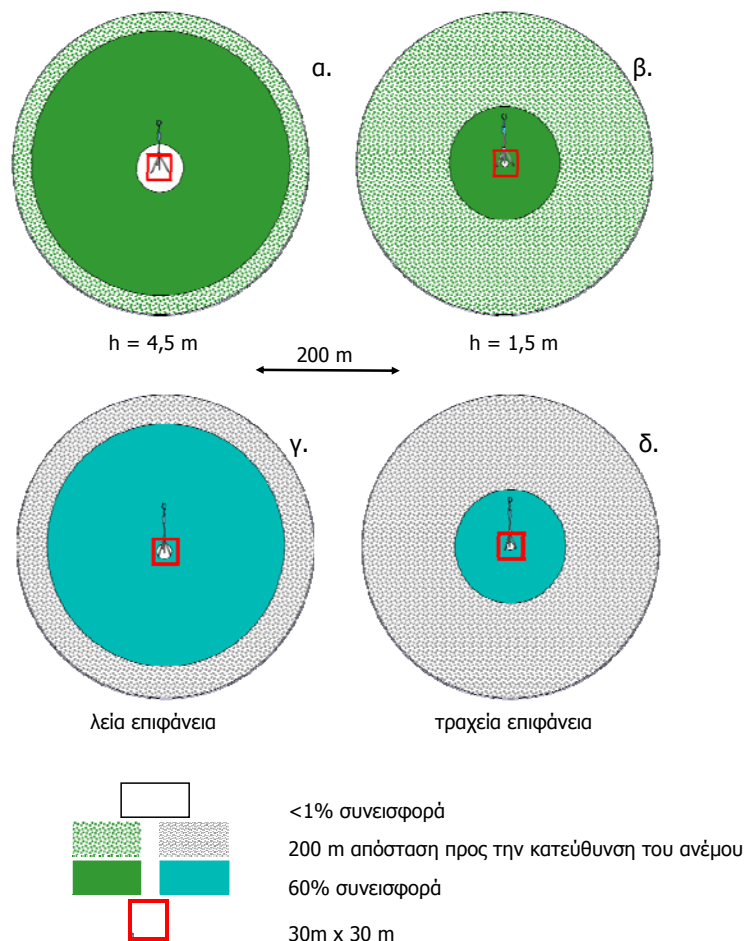 α.
β.
h = 4,5 m
h = 1,5 m
200 m
γ.
δ.
λεία επιφάνεια
τραχεία επιφάνεια
<1% συνεισφορά
200 m απόσταση προς την κατεύθυνση του ανέμου
60% συνεισφορά
30m x 30 m